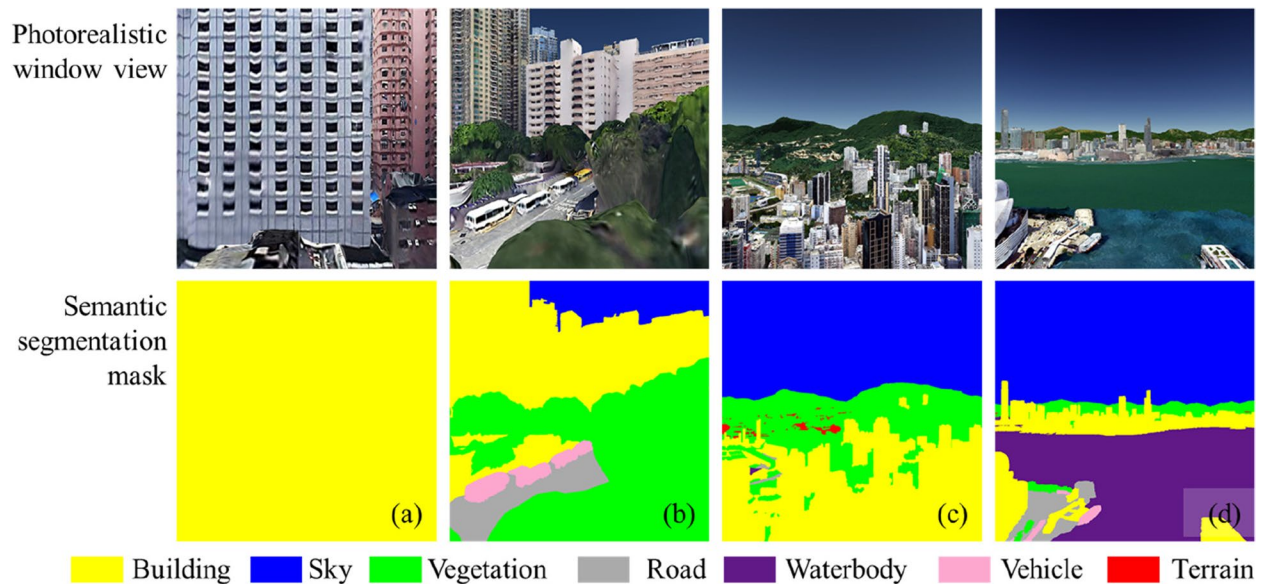 Photorealistic
window view
Semantic
segmentation
mask
(a)
(b)
(c)
(d)
Building
Sky
Vegetation
Road
Waterbody
Vehicle
Terrain